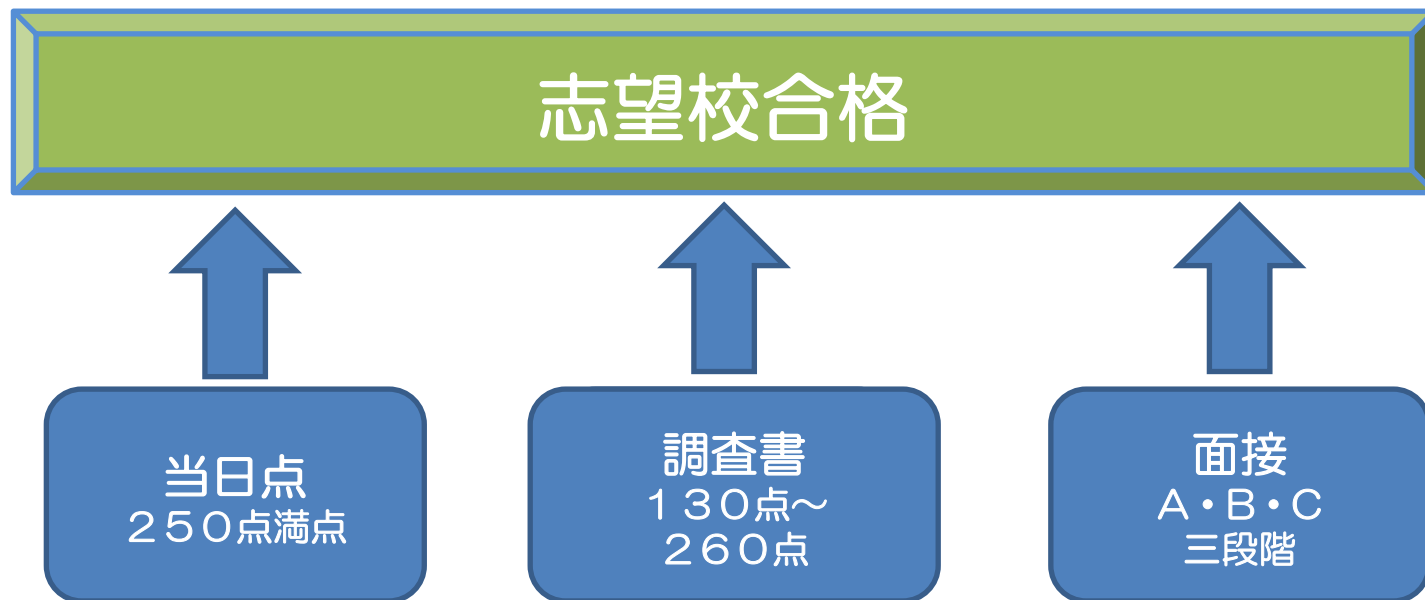 志望校合格
当日点
２５０点満点
調査書
１３０点～
２６０点
面接
Ａ・Ｂ・Ｃ
三段階